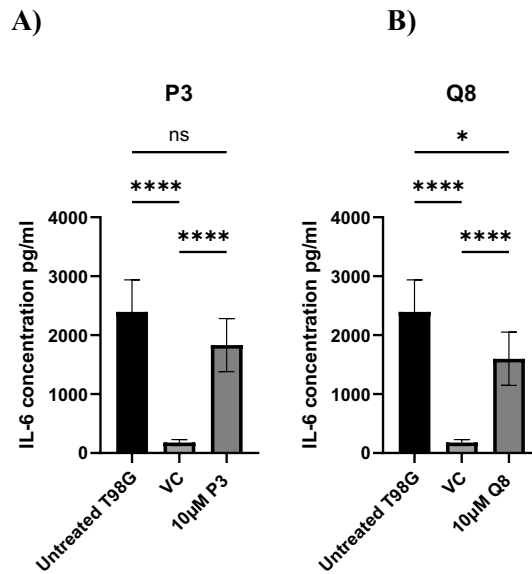 A)
P3
ns
****
****
IL-6 concentration pg/ml
4000
3000
2000
1000
0
Untreated T98G
VC
10µM P3
B)
Q8
*
****
****
IL-6 concentration pg/ml
4000
3000
2000
1000
0
Untreated T98G
VC
10µM Q8